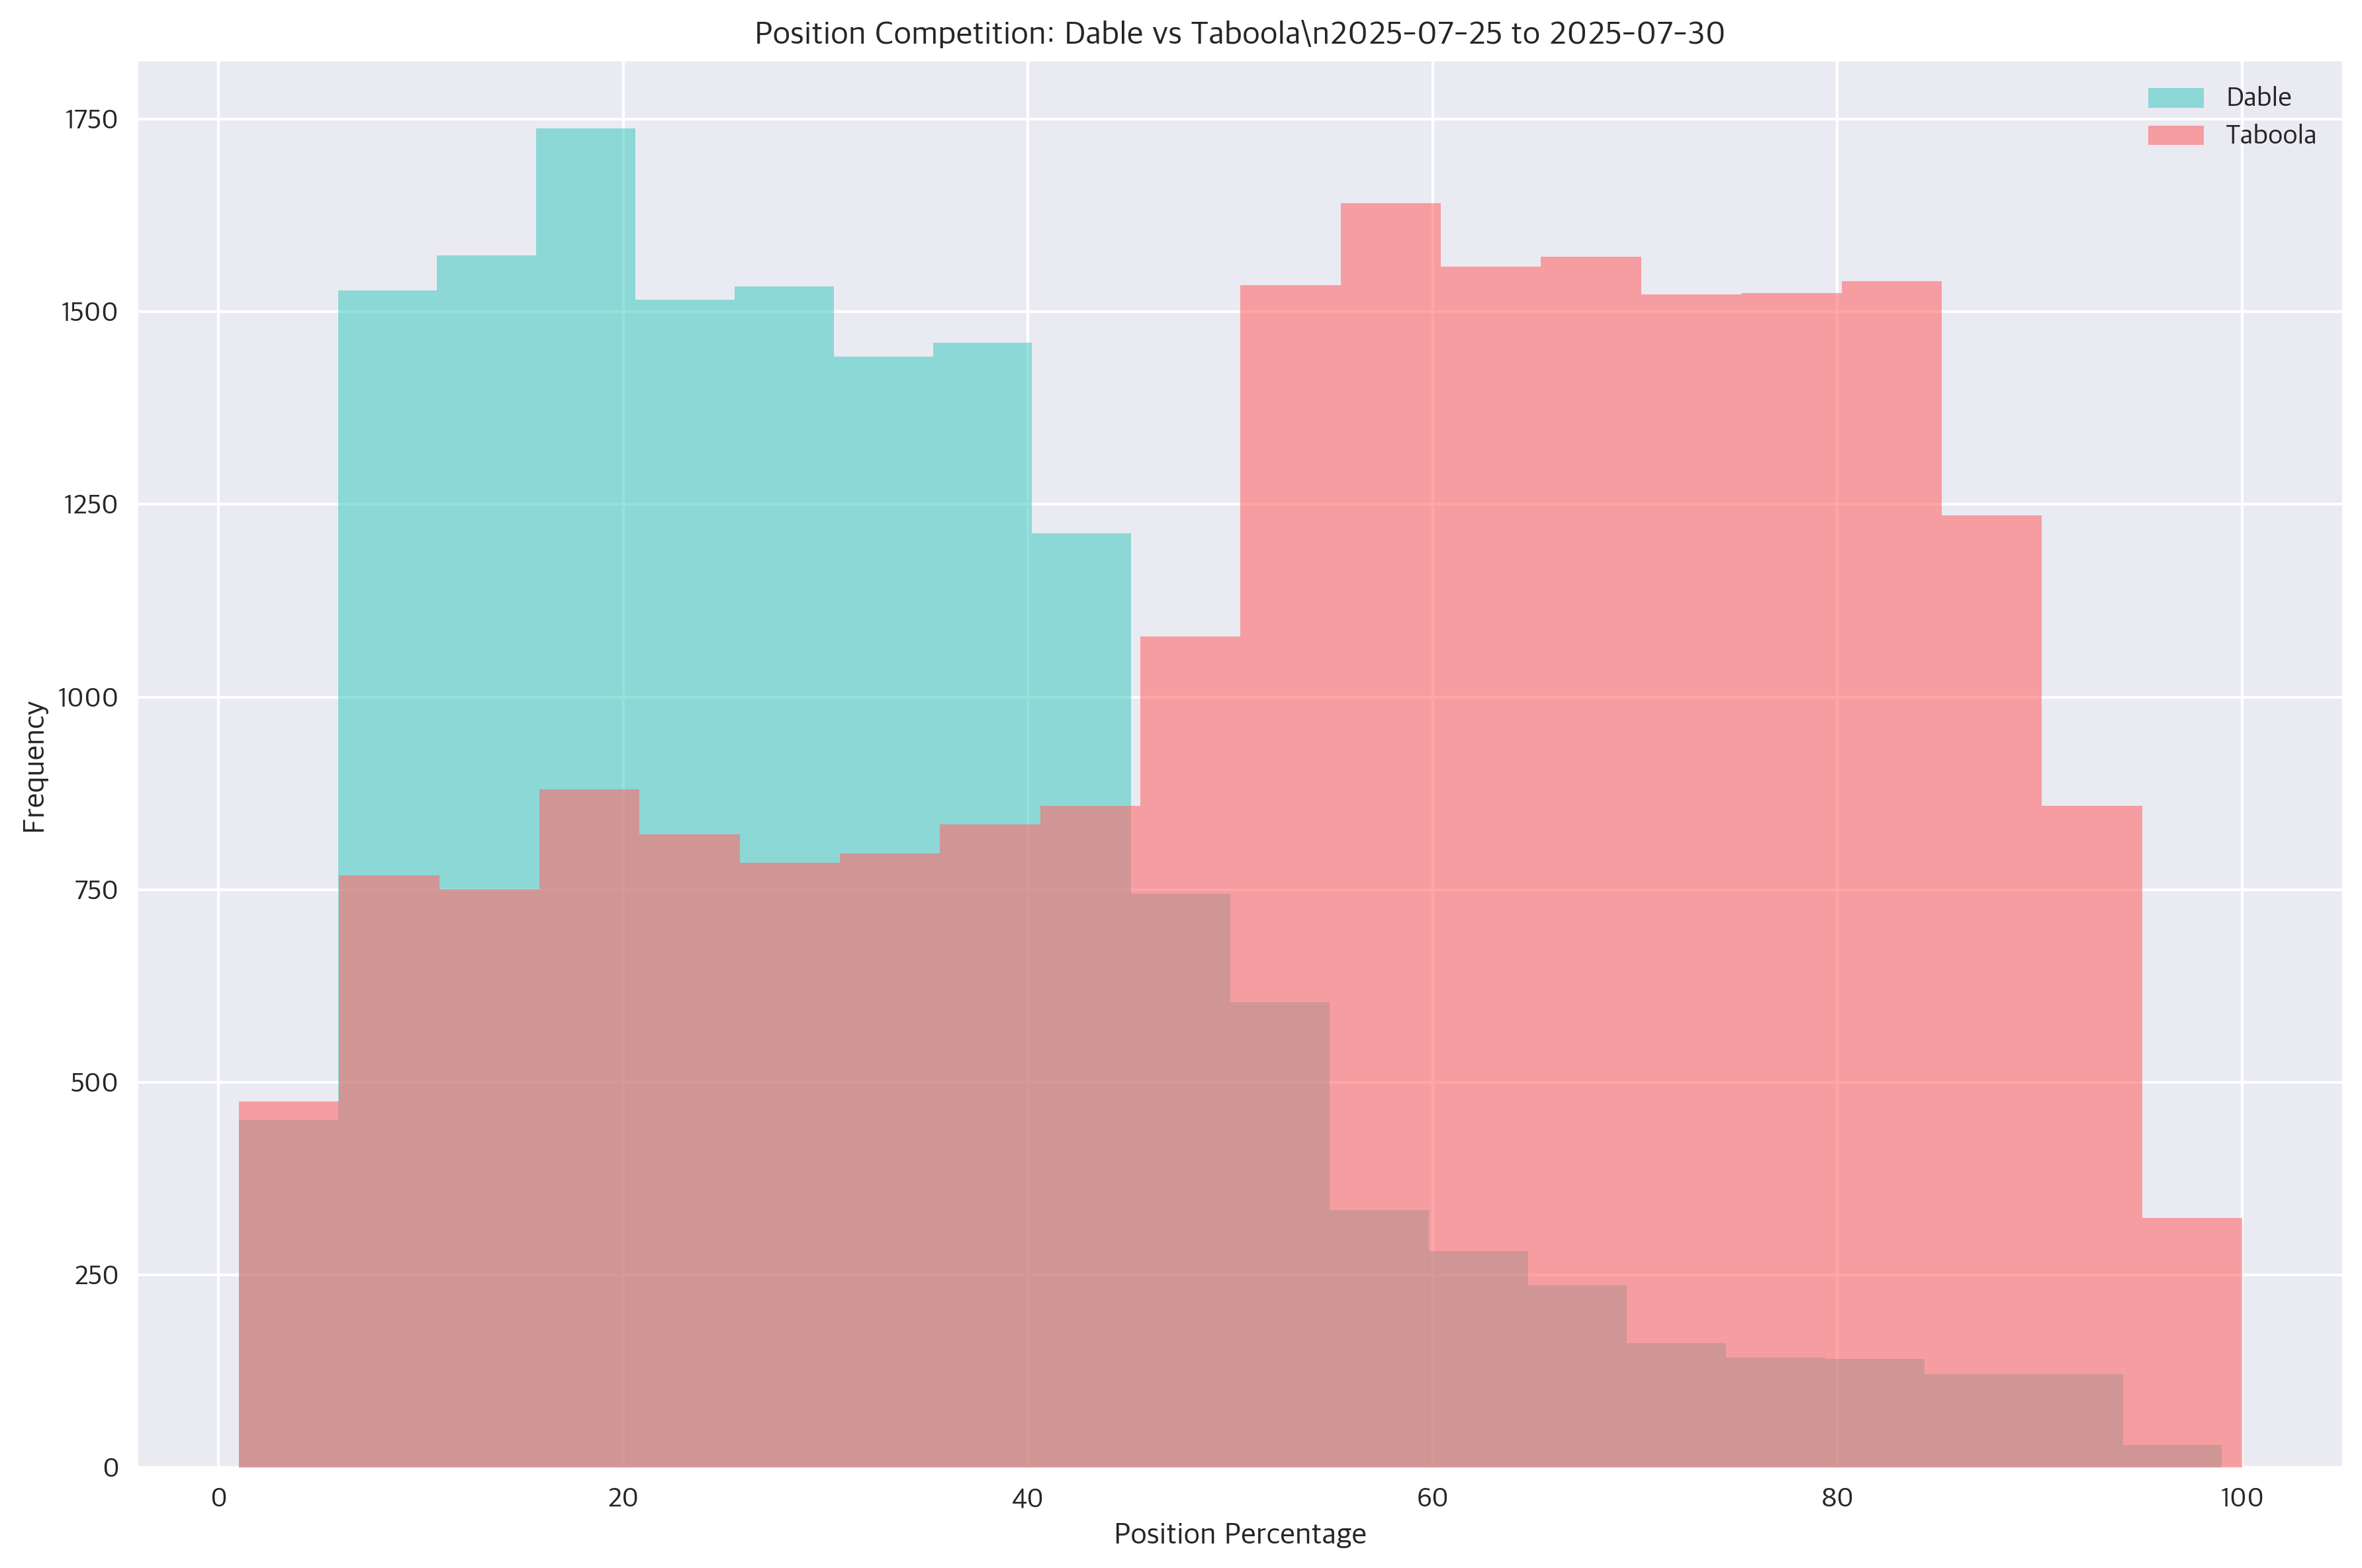 Position Competition: Dable vs Taboola\n2025-07-25 to 2025-07-30
Dable
Taboola
1750
1500
1250
1000
750
500
250
0
Frequency
0 20 40 60 80 100
Position Percentage